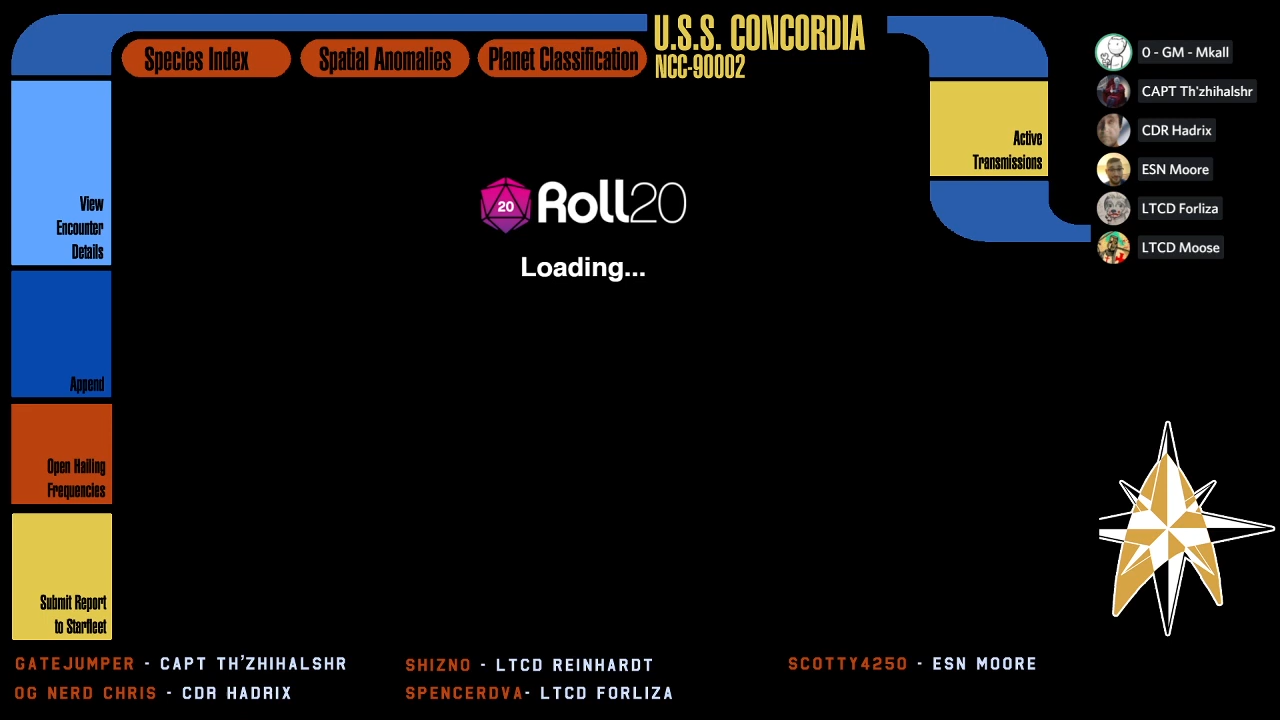 U.S.S. CONCORDIA
NCC-90002
Species Index
Spatial Anomalies
Planet Classification
View
Encounter
Details
Append
Open Hailing
Frequencies
Submit Report
to Starfleet
20
Roll20
Loading...
Active
Transmissions
0 - GM - Mkall
CAPT Th'zhihalshr
CDR Hadrix
ESN Moore
LTCD Forliza
LTCD Moose
GATEJUMPER - CAPT TH'ZHIHALSHR
OG NERD CHRIS - CDR HADRIX
SHIZNO - LTCD REINHARDT
SPENCERDVA- LTCD FORLIZA
SCOTTY4250 - ESN MOORE